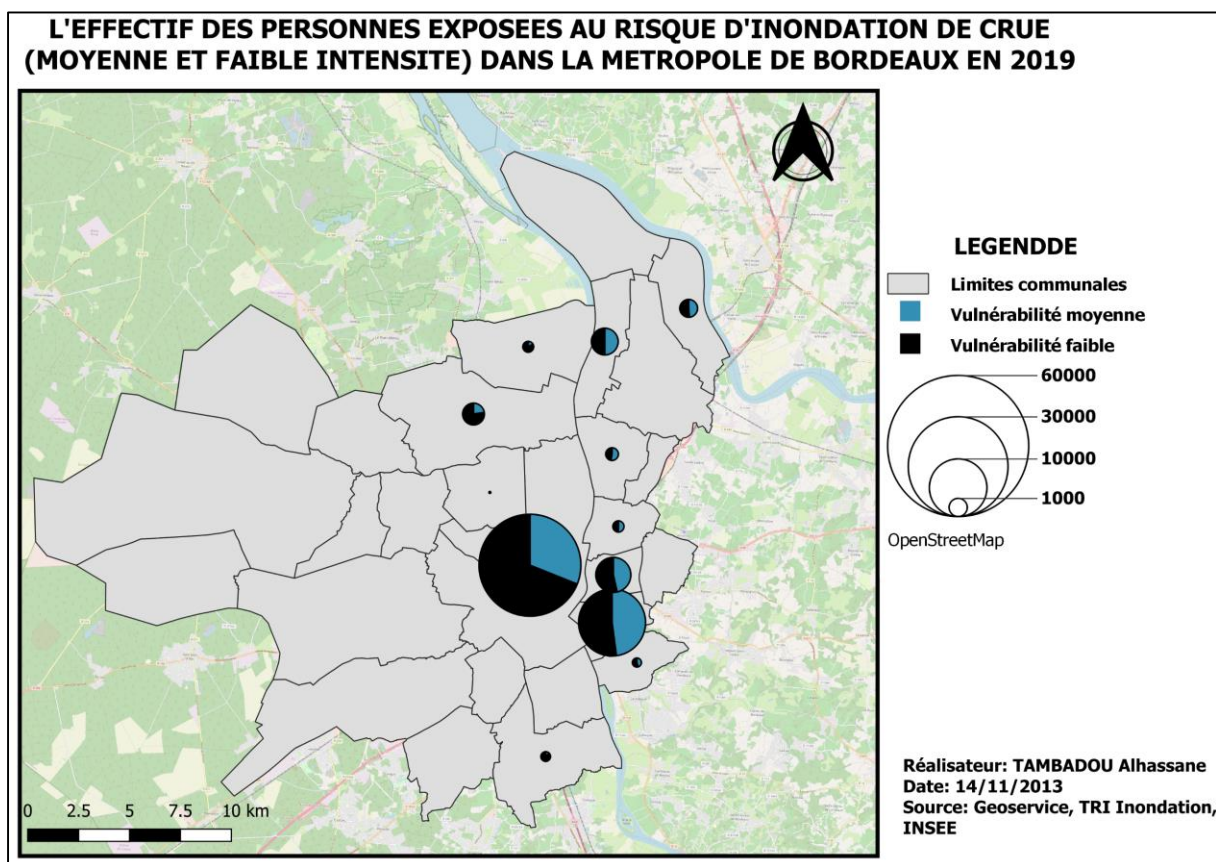 L'EFFECTIF DES PERSONNES EXPOSEES AU RISQUE D'INONDATION DE CRUE
(MOYENNE ET FAIBLE INTENSITE) DANS LA METROPOLE DE BORDEAUX EN 2019
LEGENDDE
Limites communales
Vulnérabilité moyenne
Vulnérabilité faible
60000
30000
10000
1000
OpenStreetMap
0 2.5 5 7.5 10 km
Réalisateur: TAMBADOU Alhassane
Date: 14/11/2013
Source: Geoservice, TRI Inondation,
INSEE